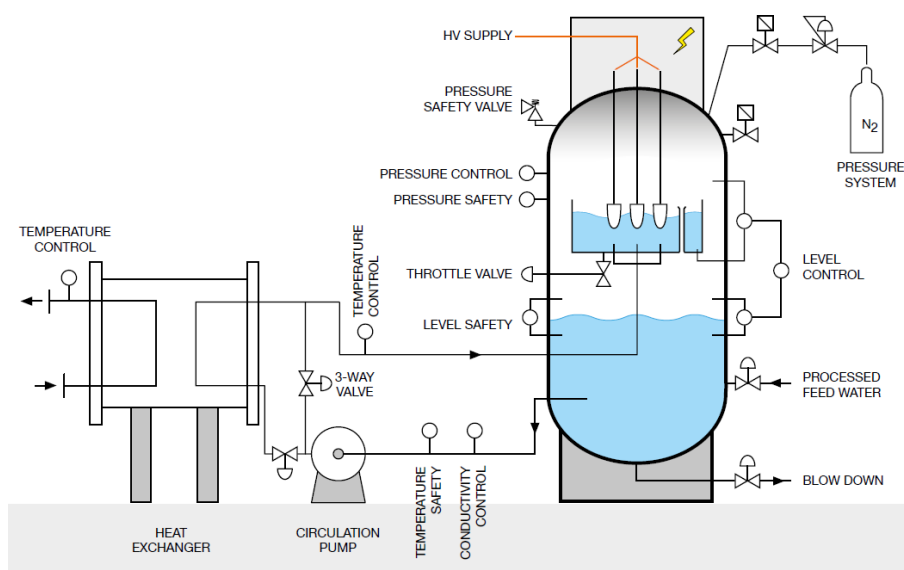 HV SUPPLY
PRESSURE
SAFETY VALVE
N2
PRESSURE
SYSTEM
PRESSURE CONTROL
PRESSURE SAFETY
TEMPERATURE
CONTROL
TEMPERATURE
CONTROL
THROTTLE VALVE
LEVEL
CONTROL
LEVEL SAFETY
3-WAY
VALVE
PROCESSED
FEED WATER
BLOW DOWN
TEMPERATURE
SAFETY
CONDUCTIVITY
CONTROL
HEAT
EXCHANGER
CIRCULATION
PUMP